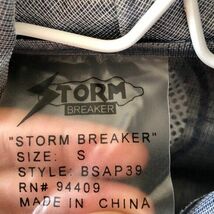 STORM
BREAKER
"STORM BREAKER"
SIZE: S
STYLE: BSAP39
RN# 94409
MADE IN CHINA